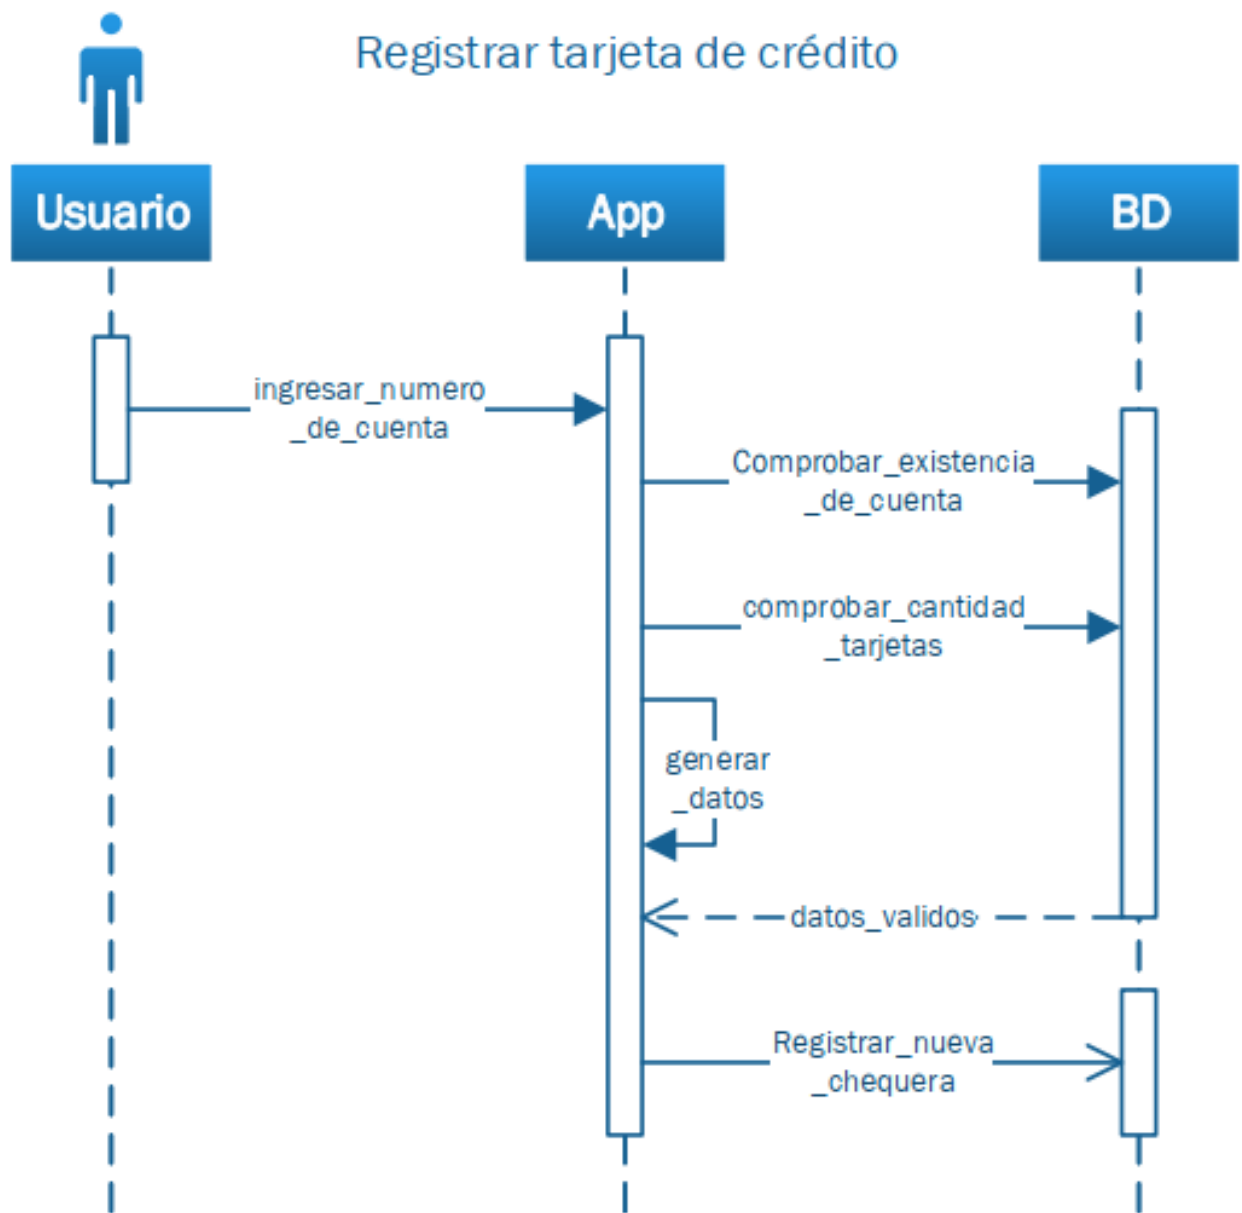 Registrar tarjeta de crédito
Usuario
App
BD
ingresar_numero
_de_cuenta
Comprobar_existencia
_de_cuenta
comprobar_cantidad
_tarjetas
generar
_datos
datos_validos
Registrar_nueva
_chequera